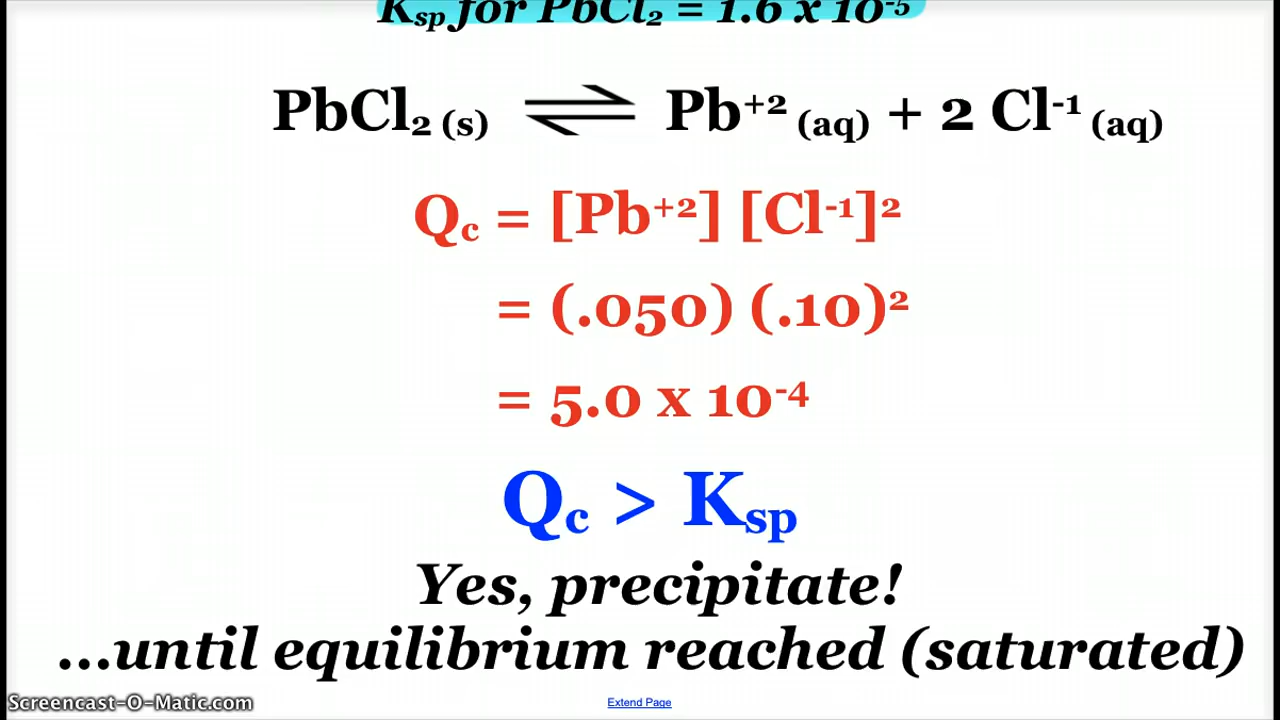 Ksp for PbCl₂ = 1.6 x 10⁻⁵
PbCl₂ (s) ⇌ Pb⁺² (aq) + 2 Cl⁻¹ (aq)
Qc = [Pb⁺²] [Cl⁻¹]²
= (.050) (.10)²
= 5.0 x 10⁻⁴
Qc > Ksp
Yes, precipitate!
...until equilibrium reached (saturated)
Screencast-O-Matic.com
Extend Page